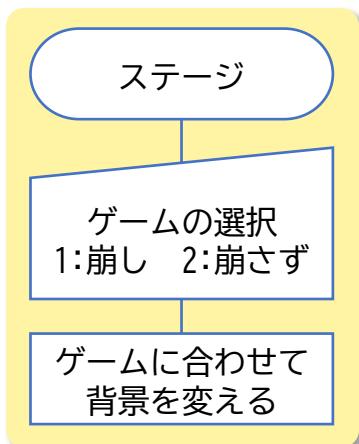 ステージ
ゲームの選択
1:崩し　2:崩さず
ゲームに合わせて
背景を変える